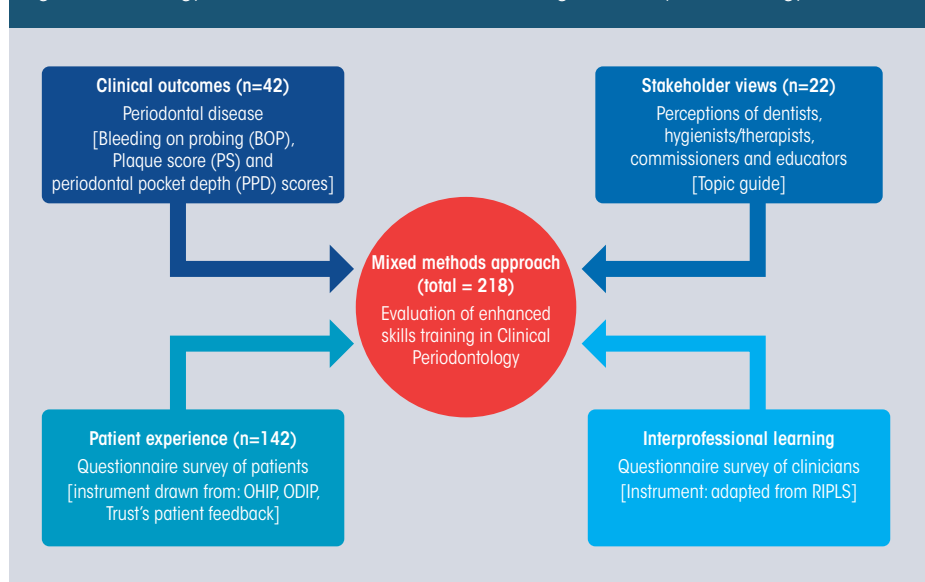 Clinical outcomes (n=42)
Periodontal disease
[Bleeding on probing (BOP),
Plaque score (PS) and
periodontal pocket depth (PPD) scores]
Stakeholder views (n=22)
Perceptions of dentists,
hygienists/therapists,
commissioners and educators
[Topic guide]
Mixed methods approach
(total = 218)
Evaluation of enhanced
skills training in Clinical
Periodontology
Patient experience (n=142)
Questionnaire survey of patients
[instrument drawn from: OHIP, ODIP,
Trust's patient feedback]
Interprofessional learning
Questionnaire survey of clinicians
[Instrument: adapted from RIPLS]